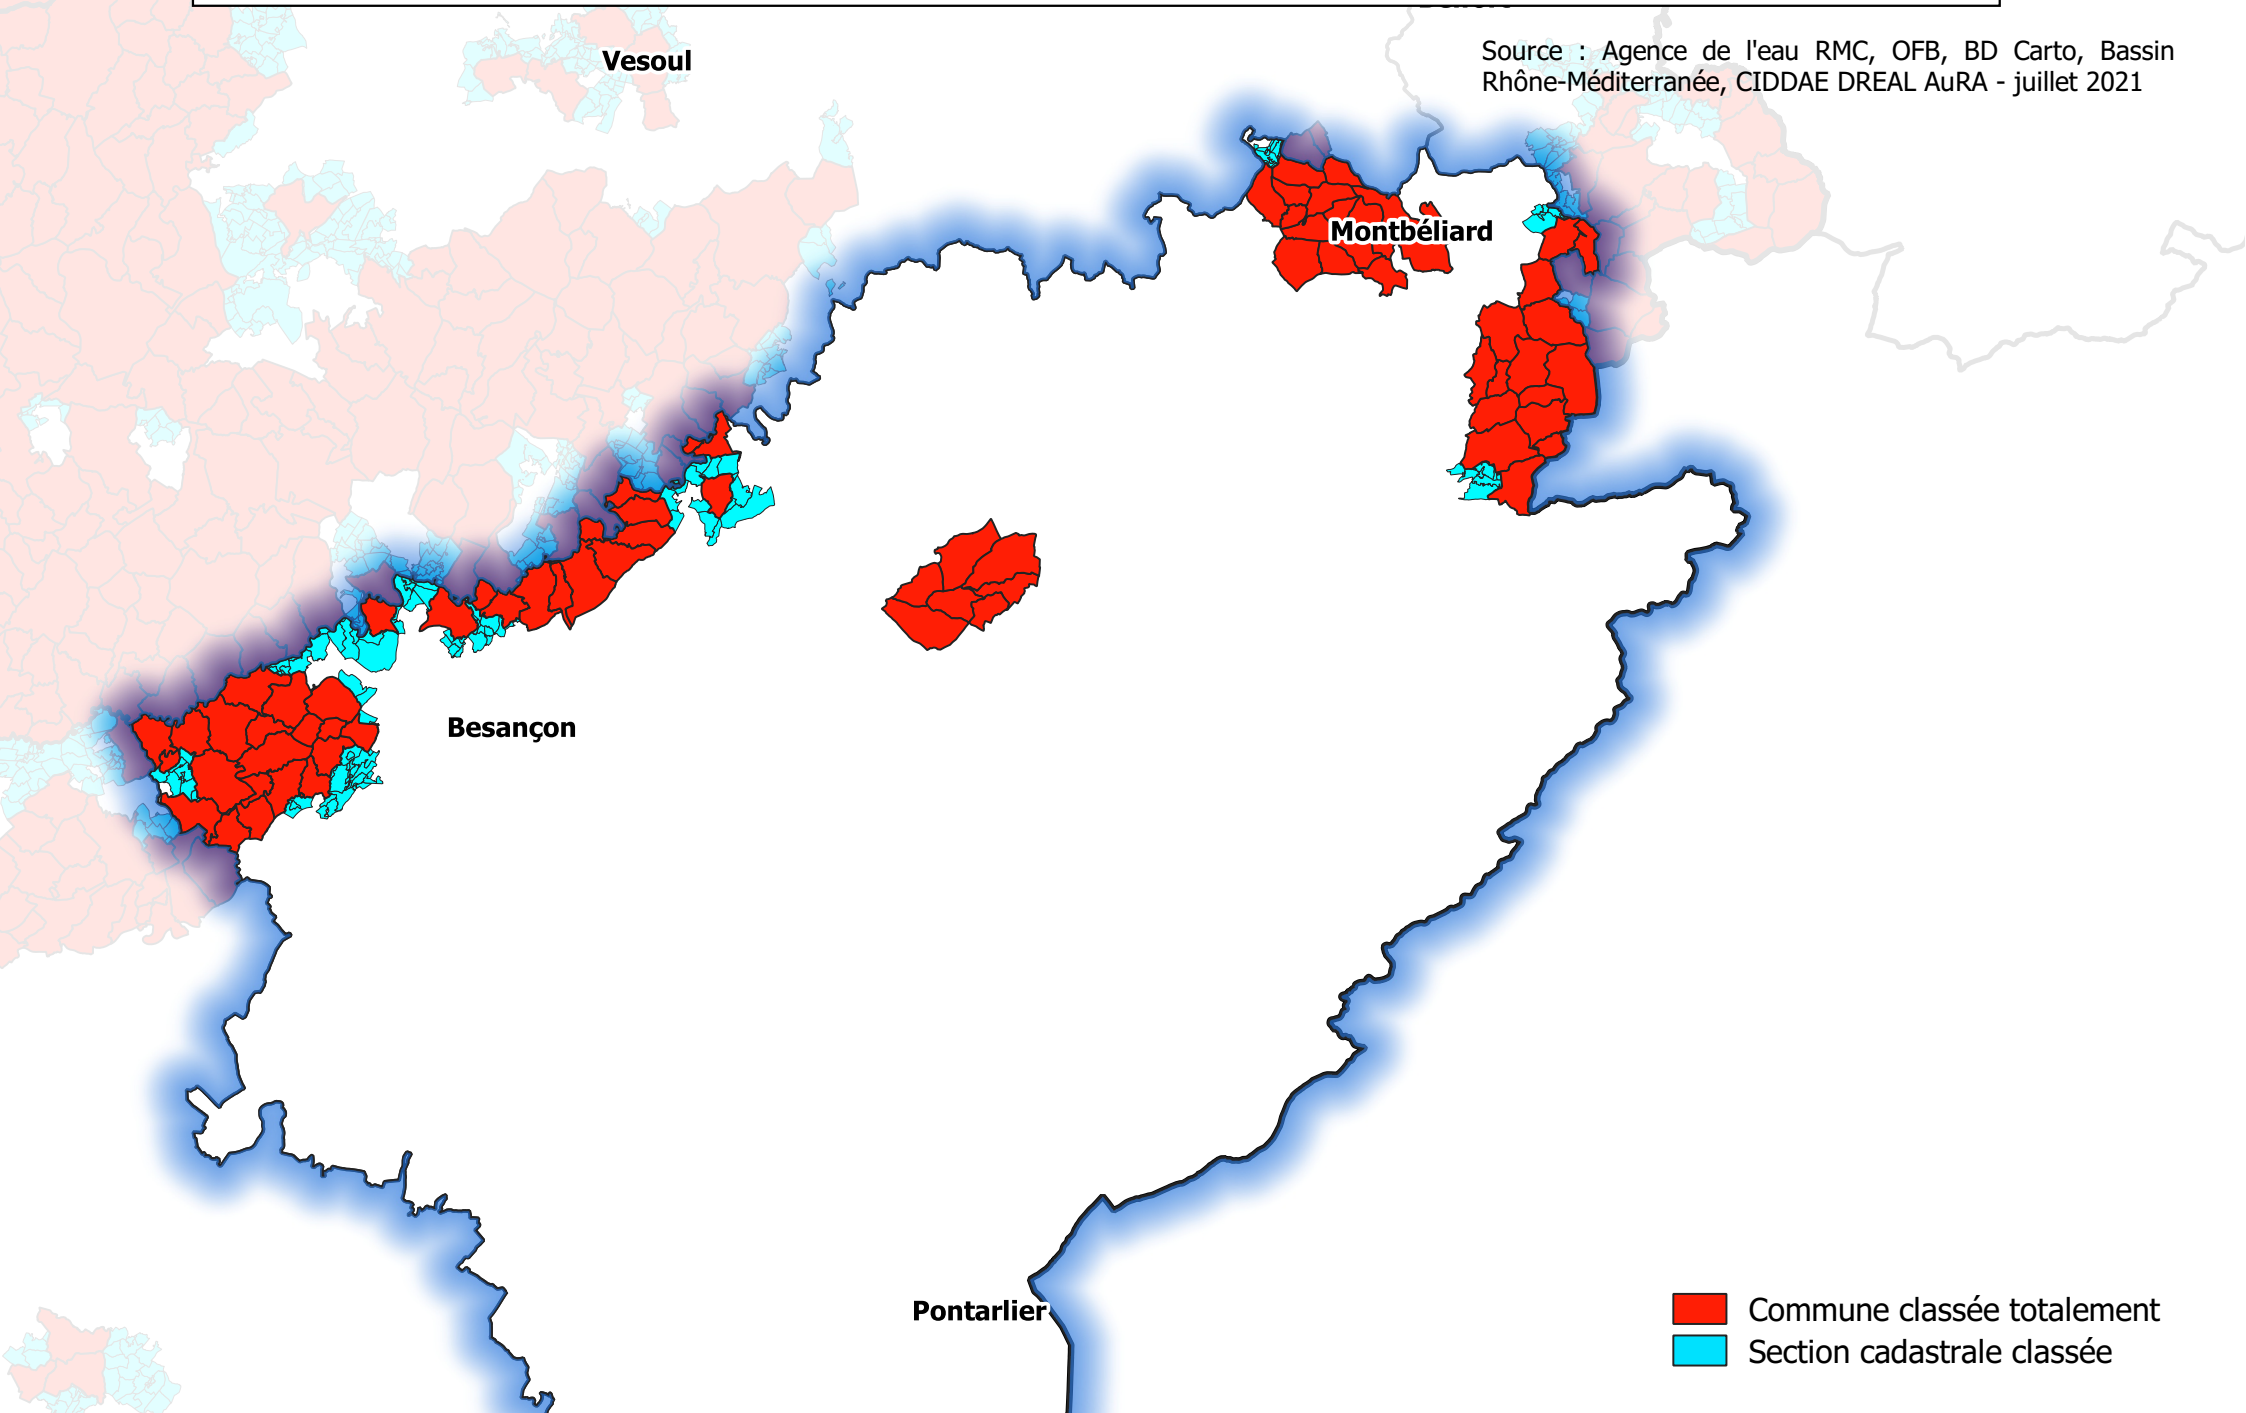 Vesoul
Source : Agence de l'eau RMC, OFB, BD Carto, Bassin
Rhône-Méditerranée, CIDDAE DREAL AuRA - juillet 2021
Montbéliard
Besançon
Pontarlier
Commune classée totalement
Section cadastrale classée